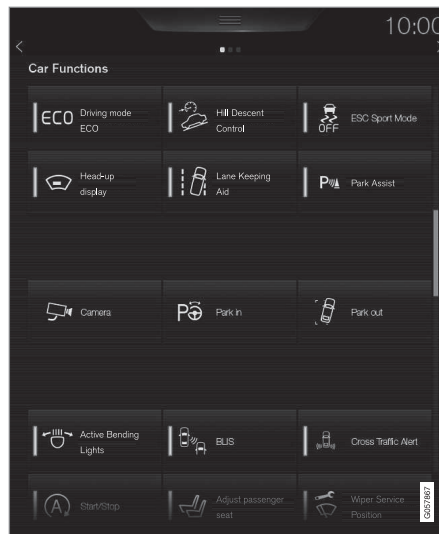 10:00
Car Functions
ECO Driving mode ECO
Hill Descent Control
OFF ESC Sport Mode
Head-up display
Lane Keeping Aid
P Park Assist
Camera
P Park in
Park out
Active Bending Lights
BLIS
Cross Traffic Alert
A Start/Stop
Adjust passenger seat
Wiper Service Position
G057867